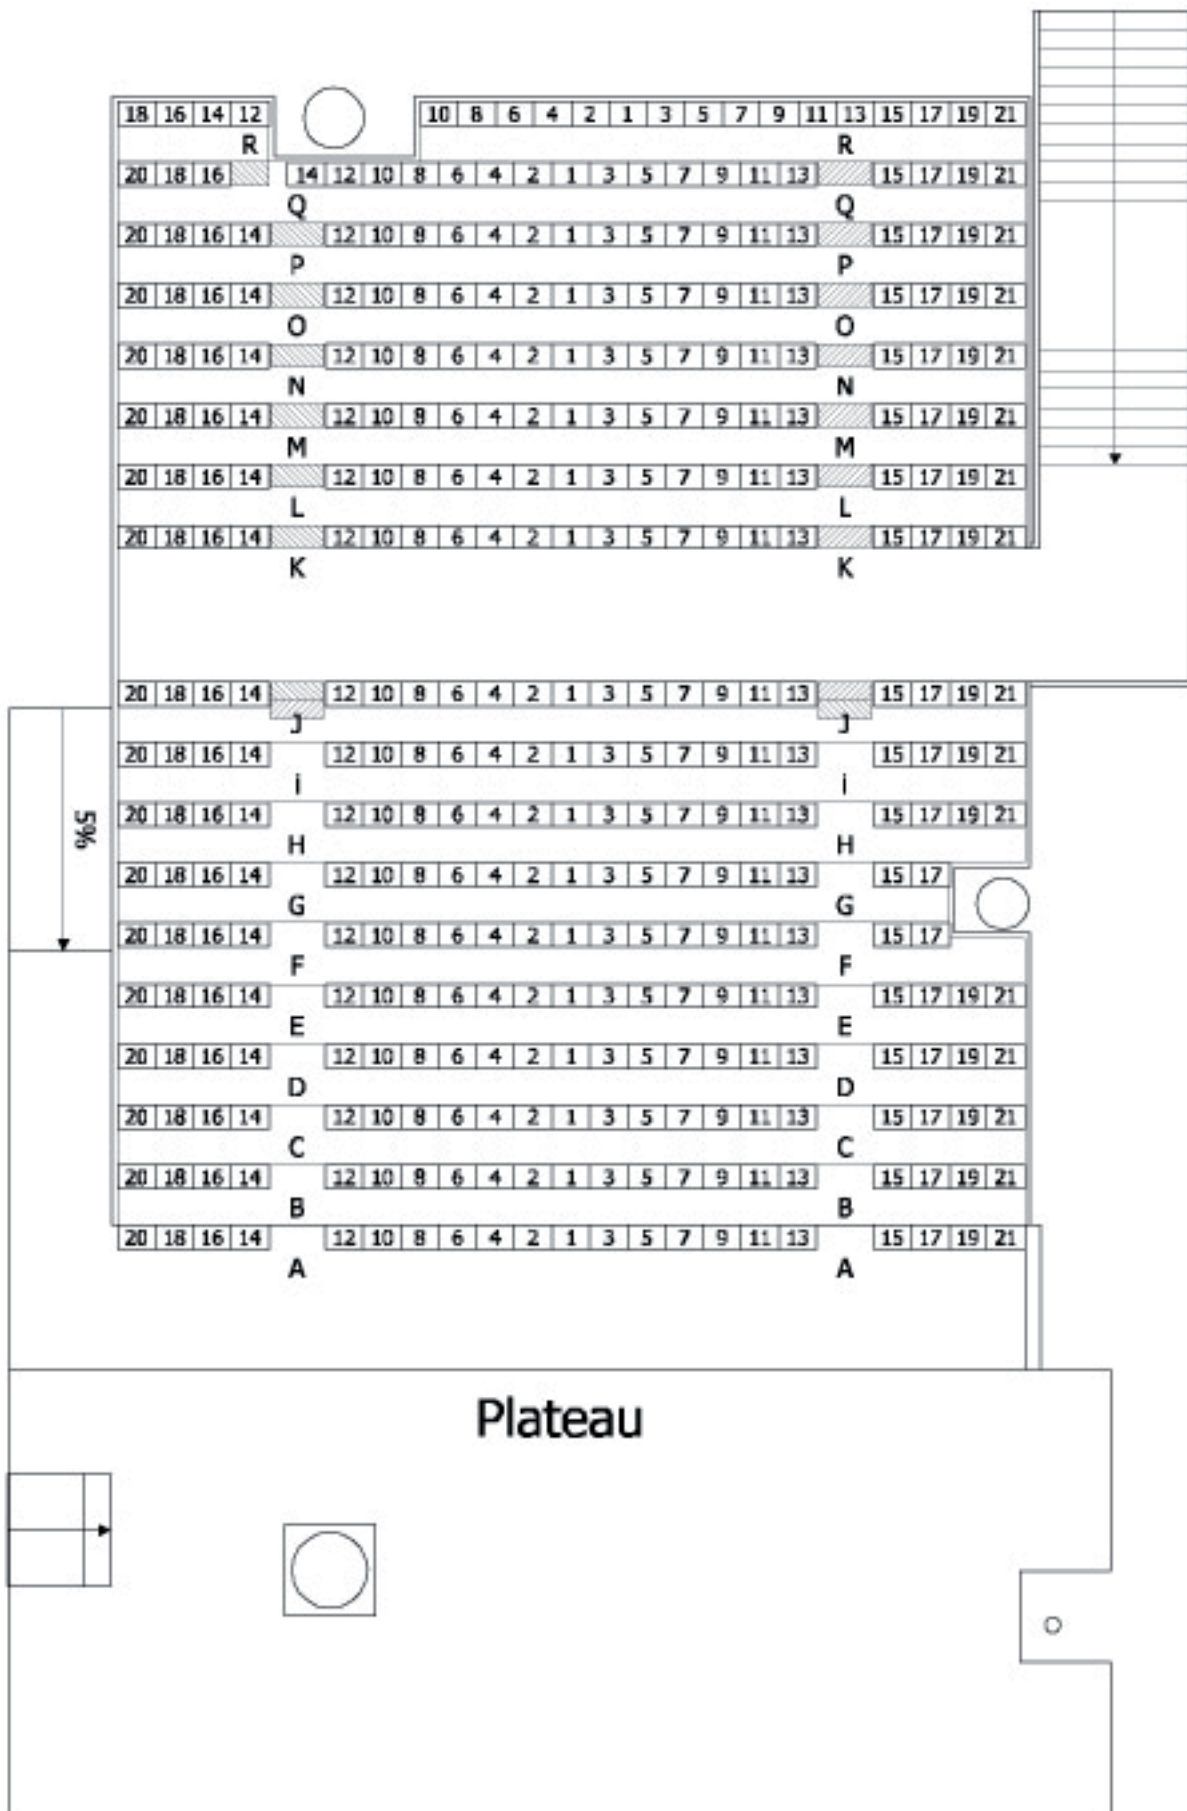 18 16 14 12 10 8 6 4 2 1 3 5 7 9 11 13 15 17 19 21
R R
20 18 16 14 12 10 8 6 4 2 1 3 5 7 9 11 13 15 17 19 21
Q Q
20 18 16 14 12 10 8 6 4 2 1 3 5 7 9 11 13 15 17 19 21
P P
20 18 16 14 12 10 8 6 4 2 1 3 5 7 9 11 13 15 17 19 21
O O
20 18 16 14 12 10 8 6 4 2 1 3 5 7 9 11 13 15 17 19 21
N N
20 18 16 14 12 10 8 6 4 2 1 3 5 7 9 11 13 15 17 19 21
M M
20 18 16 14 12 10 8 6 4 2 1 3 5 7 9 11 13 15 17 19 21
L L
20 18 16 14 12 10 8 6 4 2 1 3 5 7 9 11 13 15 17 19 21
K K
20 18 16 14 12 10 8 6 4 2 1 3 5 7 9 11 13 15 17 19 21
J J
20 18 16 14 12 10 8 6 4 2 1 3 5 7 9 11 13 15 17 19 21
i i
20 18 16 14 12 10 8 6 4 2 1 3 5 7 9 11 13 15 17 19 21
5%
H H
20 18 16 14 12 10 8 6 4 2 1 3 5 7 9 11 13 15 17
G G
20 18 16 14 12 10 8 6 4 2 1 3 5 7 9 11 13 15 17
F F
20 18 16 14 12 10 8 6 4 2 1 3 5 7 9 11 13 15 17 19 21
E E
20 18 16 14 12 10 8 6 4 2 1 3 5 7 9 11 13 15 17 19 21
D D
20 18 16 14 12 10 8 6 4 2 1 3 5 7 9 11 13 15 17 19 21
C C
20 18 16 14 12 10 8 6 4 2 1 3 5 7 9 11 13 15 17 19 21
B B
20 18 16 14 12 10 8 6 4 2 1 3 5 7 9 11 13 15 17 19 21
A A
Plateau